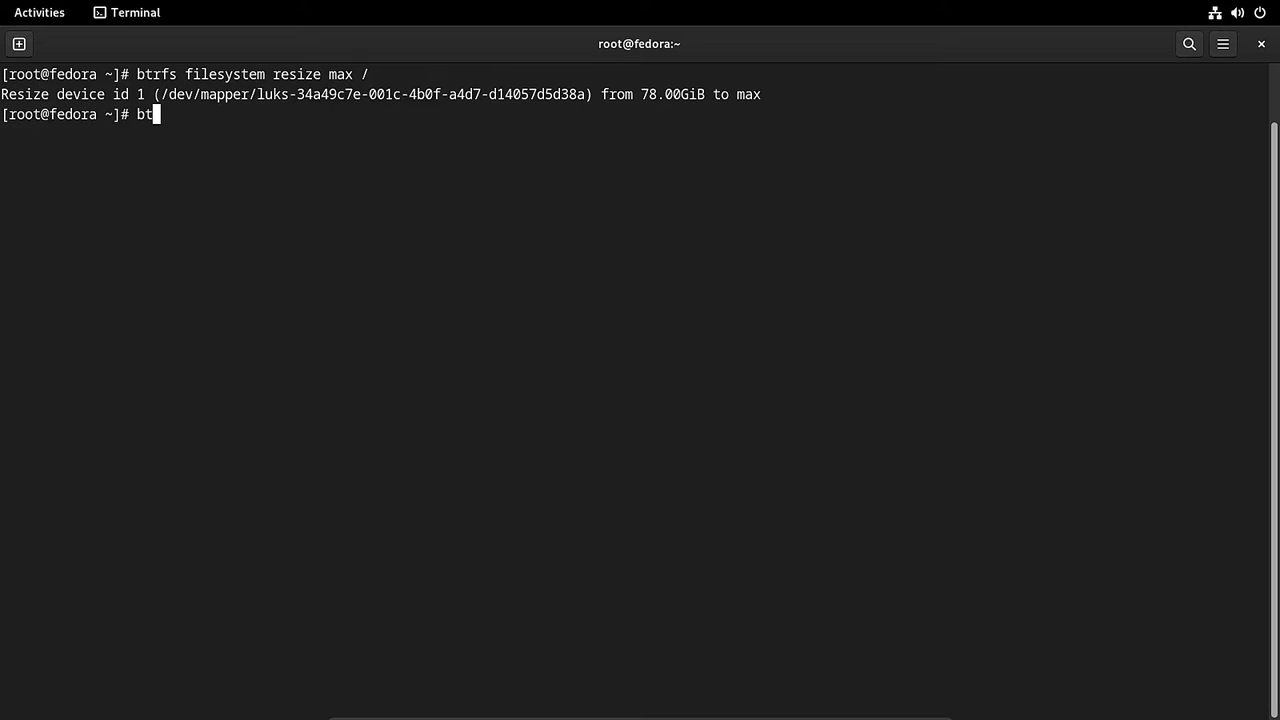 Activities
Terminal
root@fedora:~
[root@fedora ~]# btrfs filesystem resize max /
Resize device id 1 (/dev/mapper/luks-34a49c7e-001c-4b0f-a4d7-d14057d5d38a) from 78.00GiB to max
[root@fedora ~]# bt